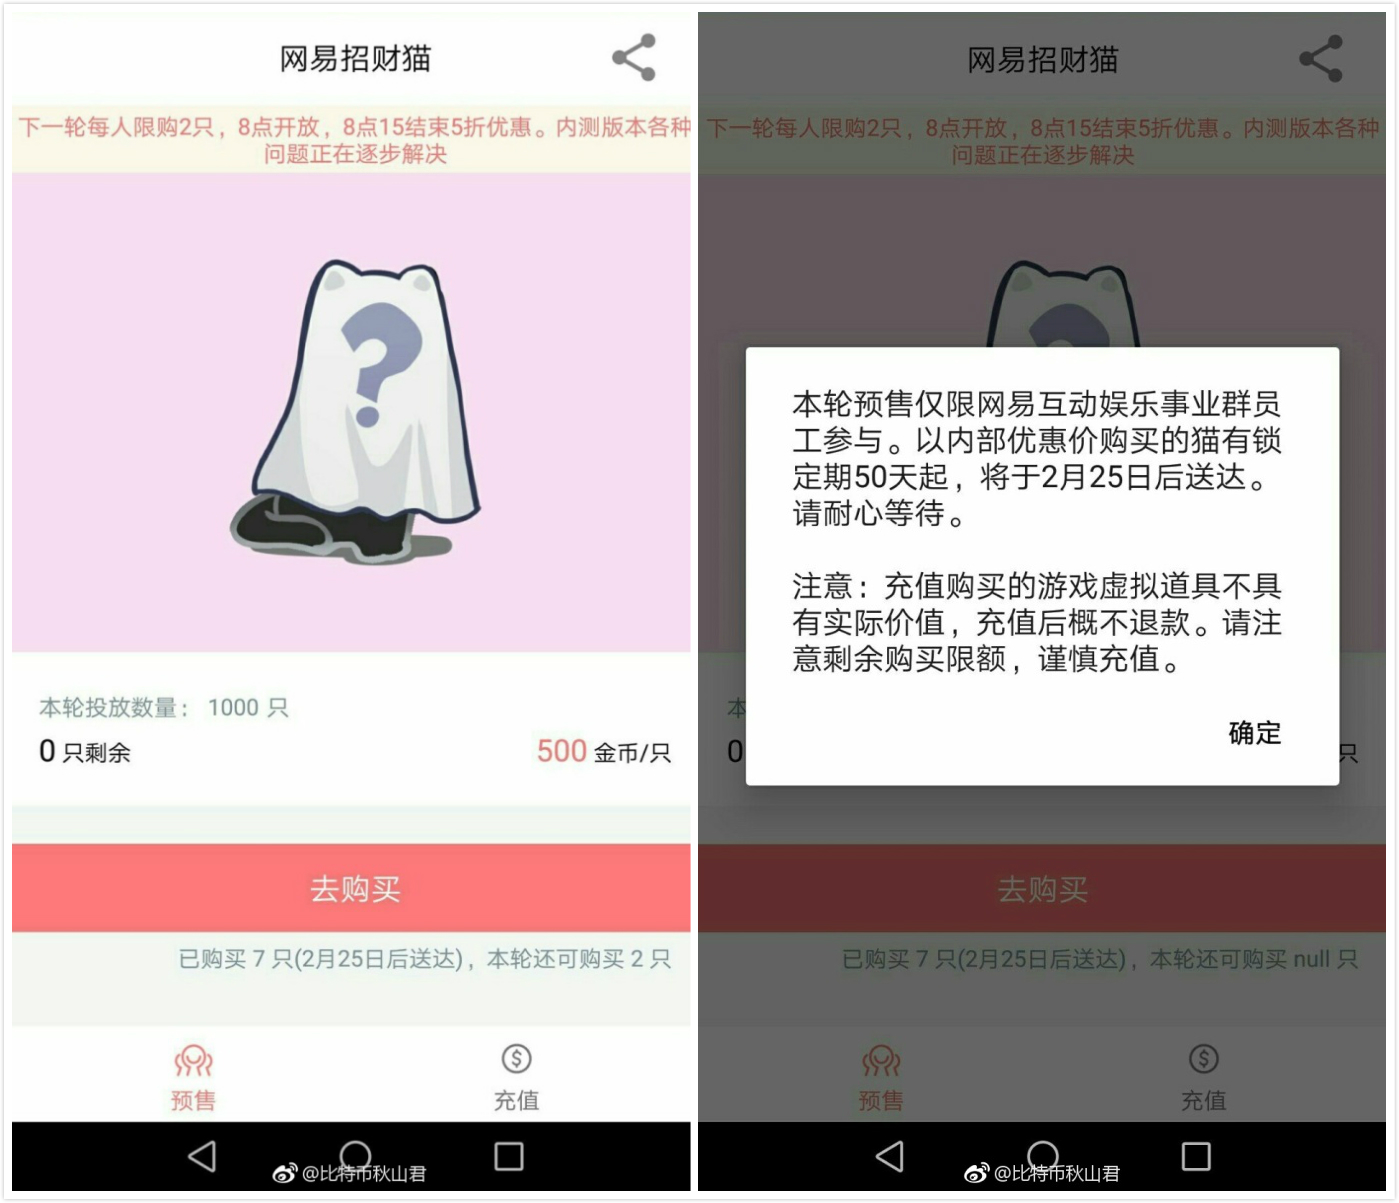 网易招财猫
下一轮每人限购2只，8点开放，8点15结束5折优惠。内测版本各种
问题正在逐步解决
?
本轮投放数量： 1000 只
0 只剩余
500 金币/只
去购买
已购买 7 只(2月25日后送达)，本轮还可购买 2 只
预售
充值
@比特币秋山君
网易招财猫
下一轮每人限购2只，8点开放，8点15结束5折优惠。内测版本各种
问题正在逐步解决
本轮预售仅限网易互动娱乐事业群员
工参与。以内部优惠价购买的猫有锁
定期50天起，将于2月25日后送达。
请耐心等待。
注意：充值购买的游戏虚拟道具不具
有实际价值，充值后概不退款。请注
意剩余购买限额，谨慎充值。
确定
本
0
只
去购买
已购买 7 只(2月25日后送达)，本轮还可购买 null 只
预售
充值
@比特币秋山君